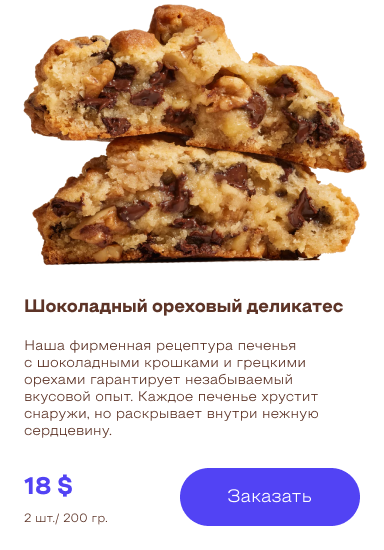 Шоколадный ореховый деликатес
Наша фирменная рецептура печенья
с шоколадными крошками и грецкими
орехами гарантирует незабываемый
вкусовой опыт. Каждое печенье хрустит
снаружи, но раскрывает внутри нежную
сердцевину.
18 $
Заказать
2 шт./ 200 гр.